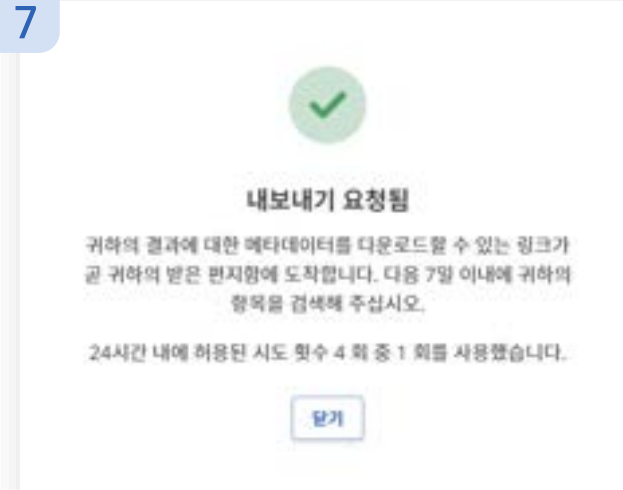 7
내보내기 요청됨
귀하의 결과에 대한 메타데이터를 다운로드할 수 있는 링크가
곧 귀하의 받은 편지함에 도착합니다. 다음 7일 이내에 귀하의
항목을 검색해 주십시오.
24시간 내에 허용된 시도 횟수 4 회 중 1 회를 사용했습니다.
닫기